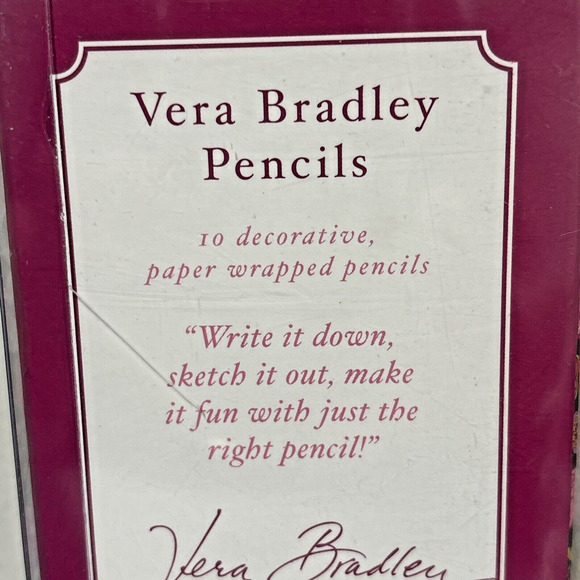 Vera Bradley
Pencils
10 decorative,
paper wrapped pencils
“Write it down,
sketch it out, make
it fun with just the
right pencil!”
Vera Bradley